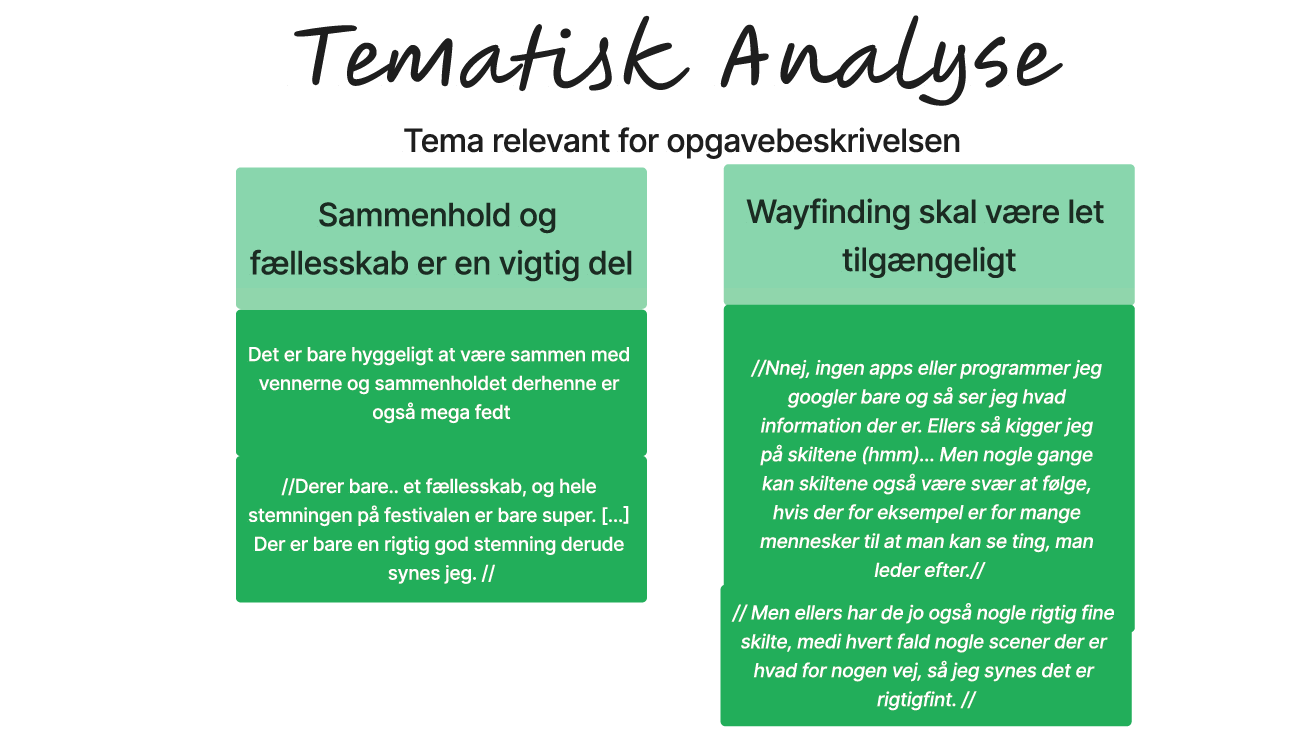 Tematisk Analyse
Tema relevant for opgavebeskrivelsen
Sammenhold og
fællesskab er en vigtig del
Det er bare hyggeligt at være sammen med
vennerne og sammenholdet derhenne er
også mega fedt
//Derer bare.. et fællesskab, og hele
stemningen på festivalen er bare super. [...]
Der er bare en rigtig god stemning derude
synes jeg. //
Wayfinding skal være let
tilgængeligt
//Nnej, ingen apps eller programmer jeg
googler bare og så ser jeg hvad
information der er. Ellers så kigger jeg
på skiltene (hmm)... Men nogle gange
kan skiltene også være svær at følge,
hvis der for eksempel er for mange
mennesker til at man kan se ting, man
leder efter.//
// Men ellers har de jo også nogle rigtig fine
skilte, medi hvert fald nogle scener der er
hvad for nogen vej, så jeg synes det er
rigtigfint. //